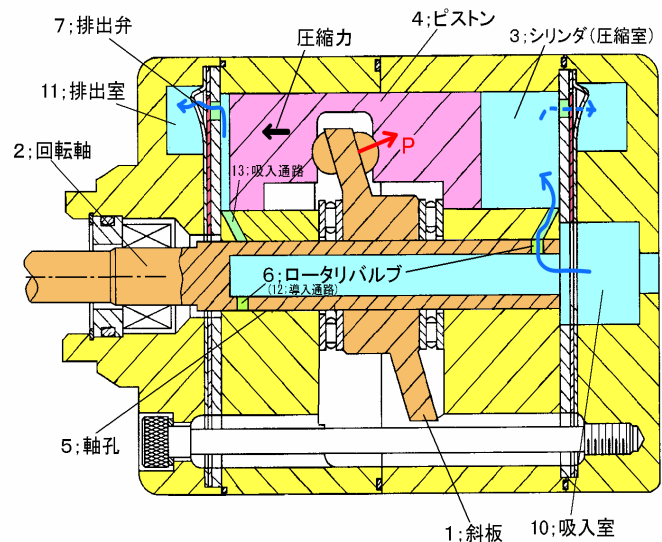 4;ピストン
7;排出弁
圧縮力
3;シリンダ(圧縮室)
11;排出室
2;回転軸
P
13;吸入通路
6;ロータリバルブ
(12;導入通路)
5;軸孔
1;斜板
10;吸入室